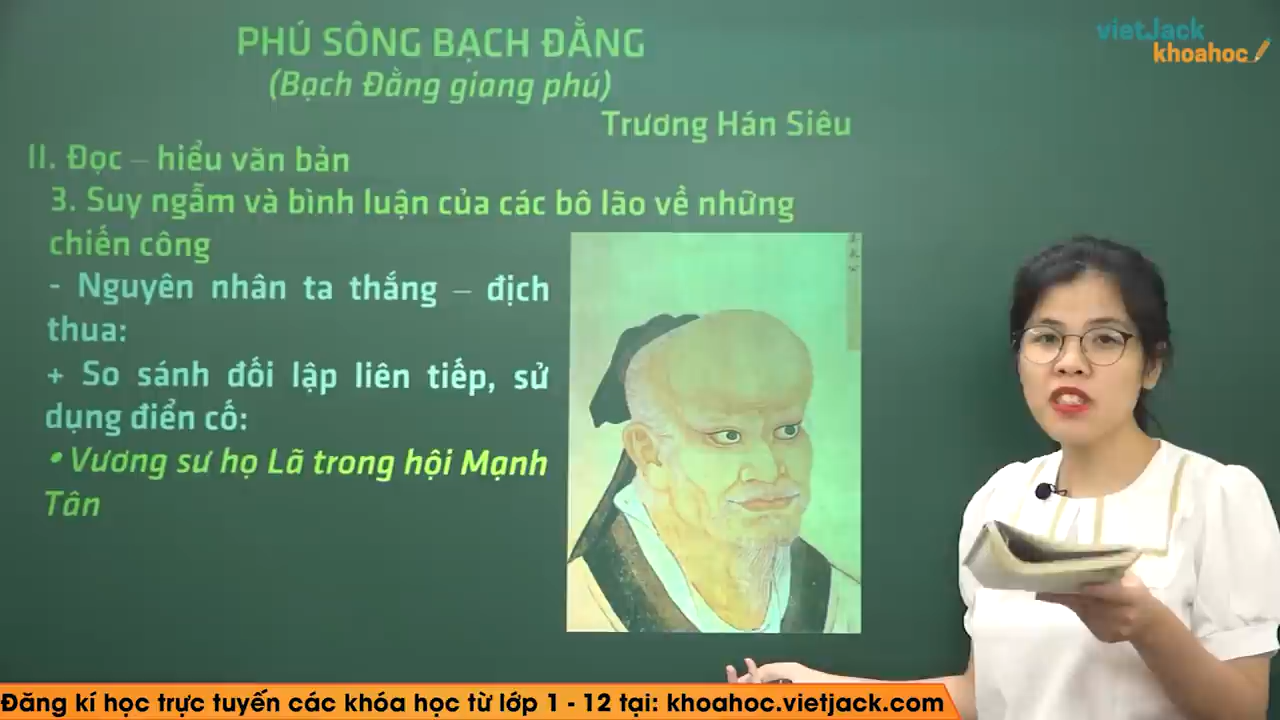 vietJack
khoahoc
PHÚ SÔNG BẠCH ĐẰNG
(Bạch Đằng giang phú)
Trương Hán Siêu
II. Đọc – hiểu văn bản
3. Suy ngẫm và bình luận của các bô lão về những
chiến công
- Nguyên nhân ta thắng – địch
thua:
+ So sánh đối lập liên tiếp, sử
dụng điển cố:
• Vương sư họ Lã trong hội Mạnh
Tân
Đăng kí học trực tuyến các khóa học từ lớp 1 - 12 tại: khoahoc.vietjack.com